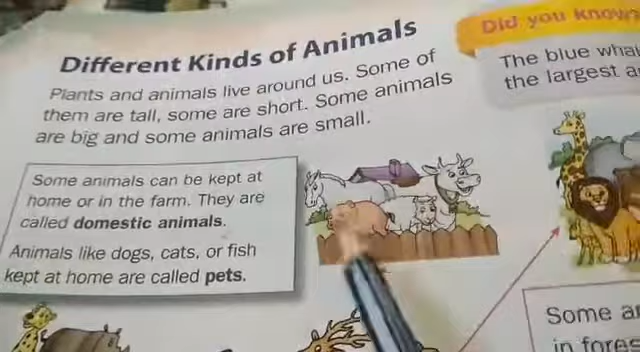 Different Kinds of Animals
Plants and animals live around us. Some of
them are tall, some are short. Some animals
are big and some animals are small.
Some animals can be kept at
home or in the farm. They are
called domestic animals.
Animals like dogs, cats, or fish
kept at home are called pets.
Did you know
The blue
the largest
Some
in